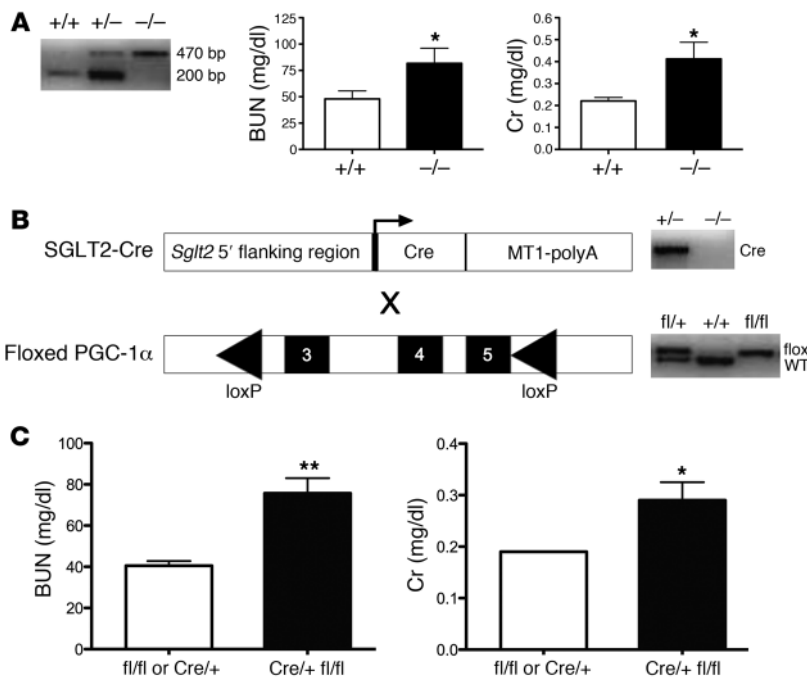 A
+/+ +/– –/–
470 bp
200 bp
BUN (mg/dl)
125
100
75
50
25
0
*
+/+ –/–
Cr (mg/dl)
0.6
0.5
0.4
0.3
0.2
0.1
0.0
*
+/+ –/–
B
SGLT2-Cre
Sglt2 5′ flanking region Cre MT1-polyA
+/– –/–
Cre
X
Floxed PGC-1α
3 4 5
loxP loxP
fl/+ +/+ fl/fl
flox
WT
C
BUN (mg/dl)
100
80
60
40
20
0
**
fl/fl or Cre/+ Cre/+ fl/fl
Cr (mg/dl)
0.4
0.3
0.2
0.1
0.0
*
fl/fl or Cre/+ Cre/+ fl/fl